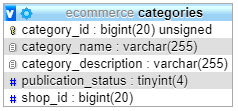 v ecommerce categories
category_id : bigint(20) unsigned
category_name : varchar(255)
category_description : varchar(255)
# publication_status : tinyint(4)
# shop_id : bigint(20)